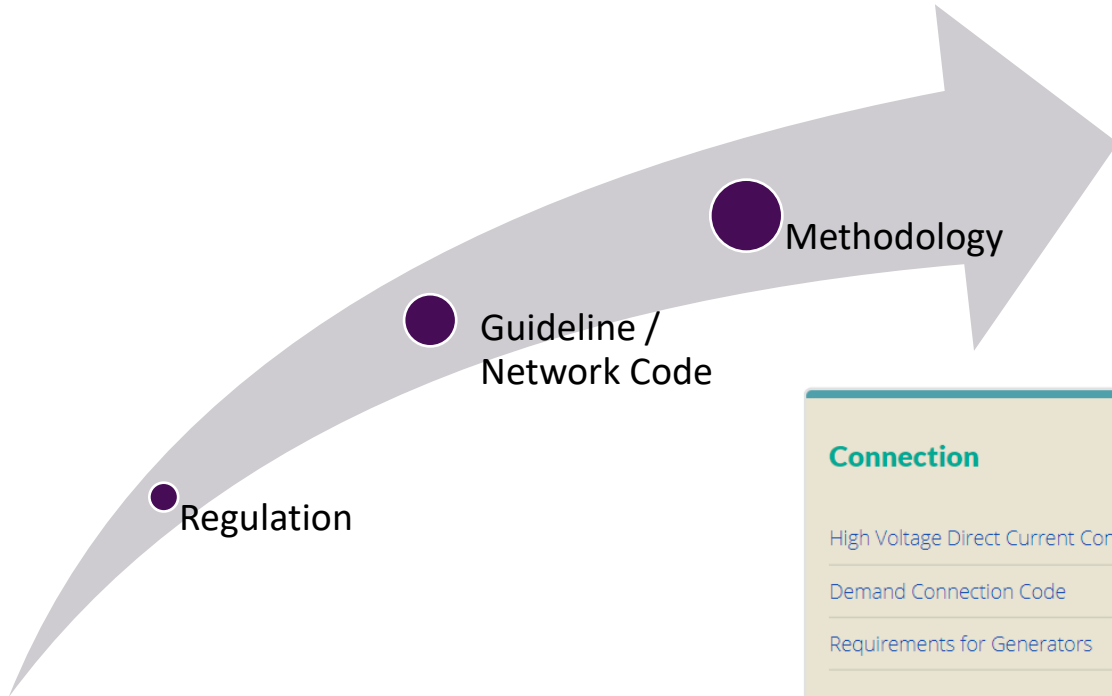 Methodology
Guideline /
Network Code
Regulation
Connection
High Voltage Direct Current
Demand Connection Code
Requirements for Generators